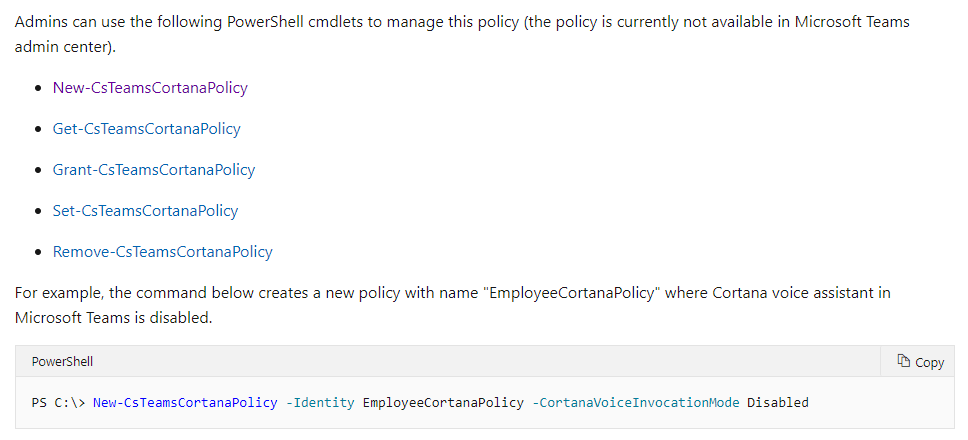 Admins can use the following PowerShell cmdlets to manage this policy (the policy is currently not available in Microsoft Teams
admin center).
• New-CsTeamsCortanaPolicy
• Get-CsTeamsCortanaPolicy
• Grant-CsTeamsCortanaPolicy
• Set-CsTeamsCortanaPolicy
• Remove-CsTeamsCortanaPolicy
For example, the command below creates a new policy with name "EmployeeCortanaPolicy" where Cortana voice assistant in
Microsoft Teams is disabled.
PowerShell Copy
PS C:\> New-CsTeamsCortanaPolicy -Identity EmployeeCortanaPolicy -CortanaVoiceInvocationMode Disabled